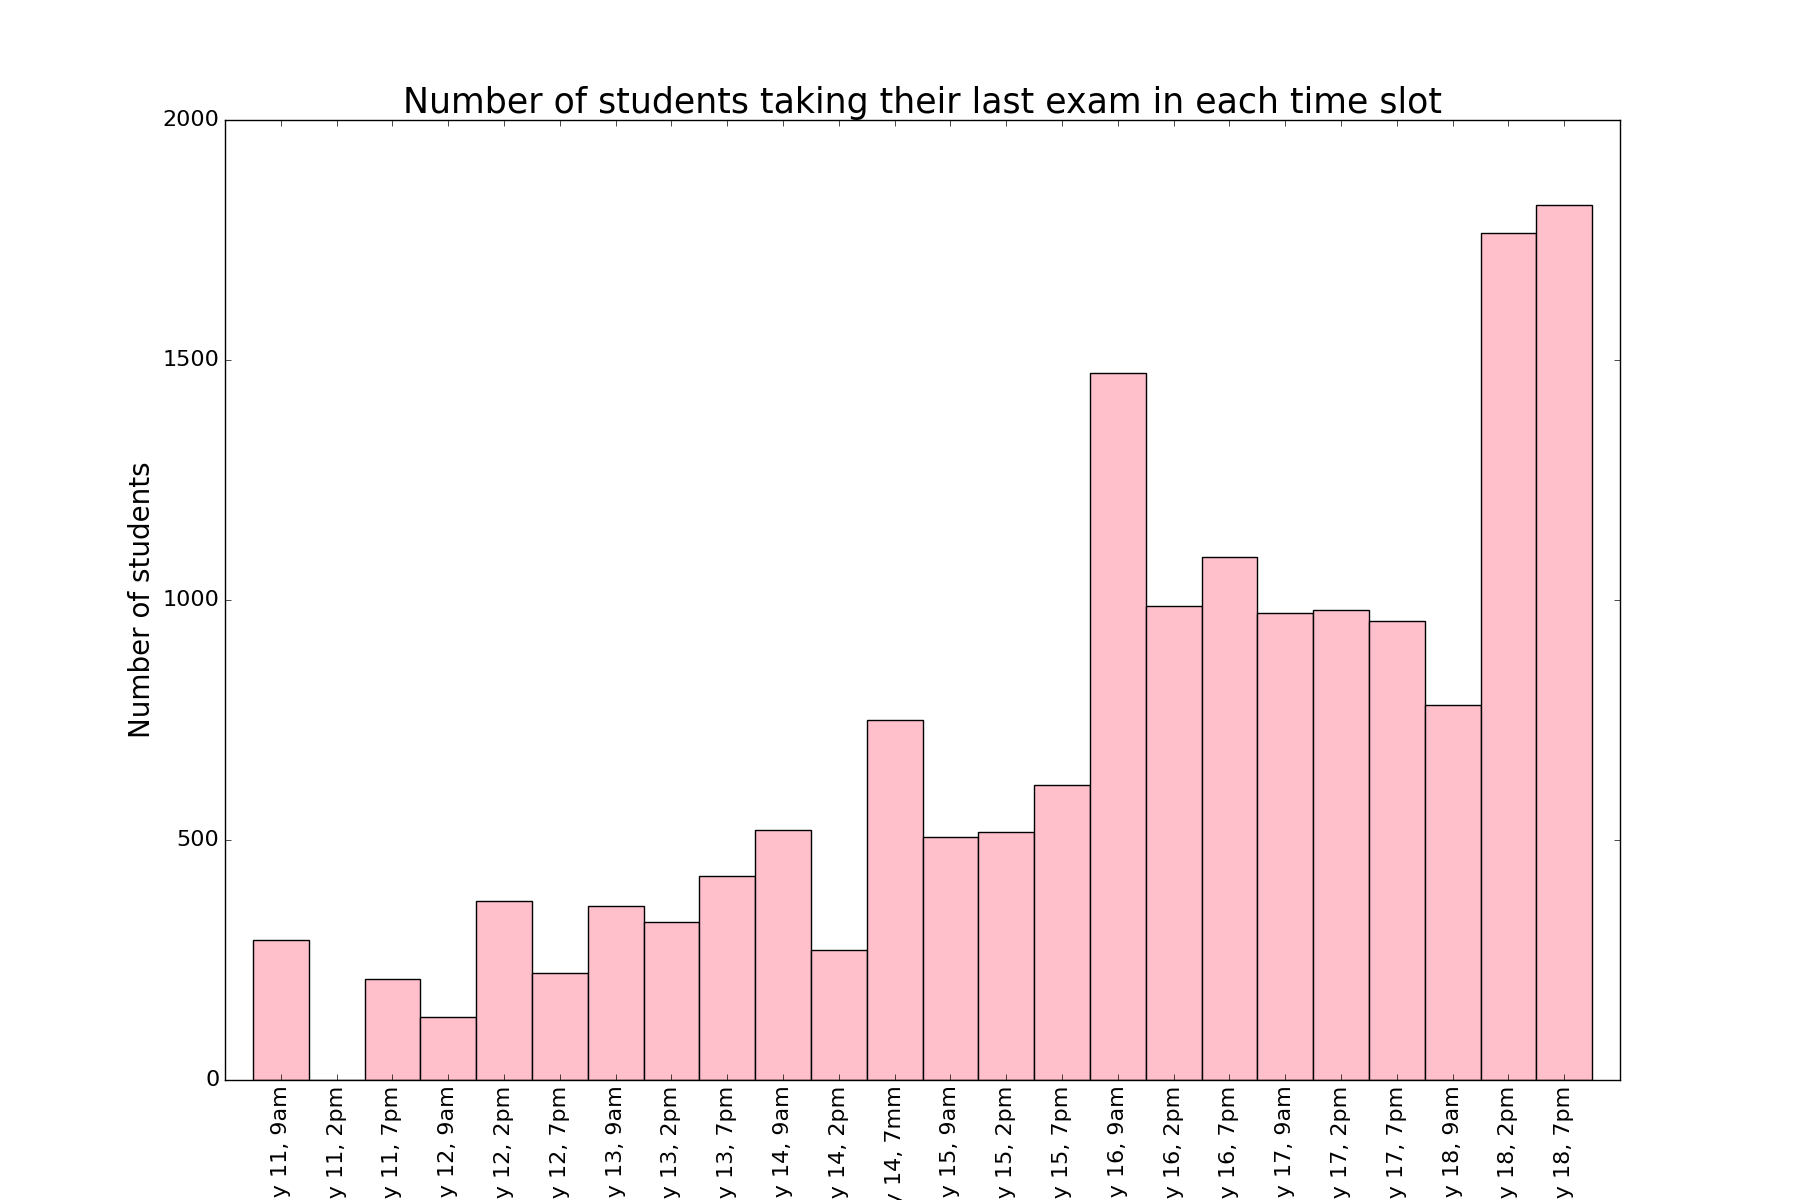 Number of students taking their last exam in each time slot
Number of students
2000
1500
1000
500
0
y 11, 9am
y 11, 2pm
y 11, 7pm
y 12, 9am
y 12, 2pm
y 12, 7pm
y 13, 9am
y 13, 2pm
y 13, 7pm
y 14, 9am
y 14, 2pm
y 14, 7mm
y 15, 9am
y 15, 2pm
y 15, 7pm
y 16, 9am
y 16, 2pm
y 16, 7pm
y 17, 9am
y 17, 2pm
y 17, 7pm
y 18, 9am
y 18, 2pm
y 18, 7pm